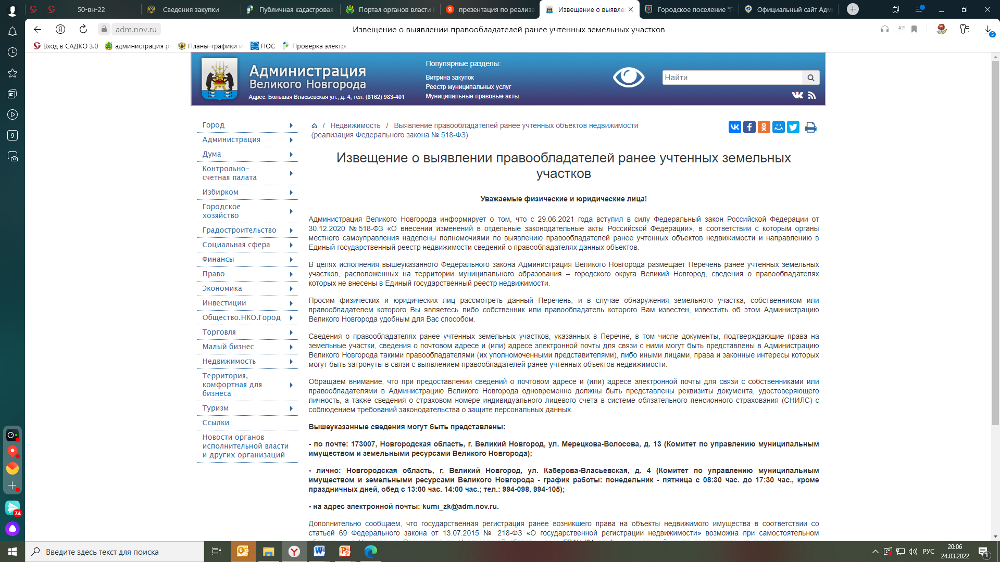 50-вн-22
Сведения закупки
Публичная кадастровая
Портал органов власти
презентация по реализа
Извещение о выявле
Городское поселение "Г
Официальный сайт Адм
adm.nov.ru
Извещение о выявлении правообладателей ранее учтенных земельных участков
5
Вход в САДКО 3.0
администрация р
Планы-графики и
ПОС
Проверка электро
Администрация
Великого Новгорода
Адрес: Большая Власьевская ул., д. 4, тел: (8162) 983-401
Популярные разделы:
Витрина закупок
Реестр муниципальных услуг
Муниципальные правовые акты
Найти
Город
Администрация
Дума
Контрольно-
счетная палата
Избирком
Городское
хозяйство
Градостроительство
Социальная сфера
Финансы
Право
Экономика
Инвестиции
Общество.НКО.Город
Торговля
Малый бизнес
Недвижимость
Территория,
комфортная для
бизнеса
Туризм
Ссылки
Новости органов
исполнительной власти
и других организаций
/ Недвижимость / Выявление правообладателей ранее учтенных объектов недвижимости
(реализация Федерального закона № 518-ФЗ)
Извещение о выявлении правообладателей ранее учтенных земельных
участков
Уважаемые физические и юридические лица!
Администрация Великого Новгорода информирует о том, что с 29.06.2021 года вступил в силу Федеральный закон Российской Федерации от
30.12.2020 №518-ФЗ «О внесении изменений в отдельные законодательные акты Российской Федерации», в соответствии с которым органы
местного самоуправления наделены полномочиями по выявлению правообладателей ранее учтенных объектов недвижимости и направлению в
Единый государственный реестр недвижимости сведений о правообладателях данных объектов.
В целях исполнения вышеуказанного Федерального закона Администрация Великого Новгорода размещает Перечень ранее учтенных земельных
участков, расположенных на территории муниципального образования – городского округа Великий Новгород, сведения о правообладателях
которых не внесены в Единый государственный реестр недвижимости.
Просим физических и юридических лиц рассмотреть данный Перечень, и в случае обнаружения земельного участка, собственником или
правообладателем которого Вы являетесь либо собственник или правообладатель которого Вам известен, известить об этом Администрацию
Великого Новгорода удобным для Вас способом.
Сведения о правообладателях ранее учтенных земельных участков, указанных в Перечне, в том числе документы, подтверждающие права на
земельные участки, сведения о почтовом адресе и (или) адресе электронной почты для связи с ними могут быть представлены в Администрацию
Великого Новгорода такими правообладателями (их уполномоченными представителями), либо иными лицами, права и законные интересы которых
могут быть затронуты в связи с выявлением правообладателей ранее учтенных объектов недвижимости.
Обращаем внимание, что при предоставлении сведений о почтовом адресе и (или) адресе электронной почты для связи с собственниками или
правообладателями в Администрацию Великого Новгорода одновременно должны быть представлены реквизиты документа, удостоверяющего
личность, а также сведения о страховом номере индивидуального лицевого счета в системе обязательного пенсионного страхования (СНИЛС) с
соблюдением требований законодательства о защите персональных данных.
Вышеуказанные сведения могут быть представлены:
- по почте: 173007, Новгородская область, г. Великий Новгород, ул. Мерецкова-Волосова, д. 13 (Комитет по управлению муниципальным
имуществом и земельными ресурсами Великого Новгорода);
- лично: Новгородская область, г. Великий Новгород, ул. Каберова-Власьевская, д. 4 (Комитет по управлению муниципальным
имуществом и земельными ресурсами Великого Новгорода - график работы: понедельник - пятница с 08:30 час. до 17:30 час., кроме
праздничных дней, обед с 13:00 час. 14:00 час.; тел.: 994-098, 994-105);
- на адрес электронной почты: kumi_zk@adm.nov.ru.
Дополнительно сообщаем, что государственная регистрация ранее возникшего права на объекты недвижимого имущества в соответствии со
статьей 69 Федерального закона от 13.07.2015 № 218-ФЗ «О государственной регистрации недвижимости» возможна при самостоятельном
9
74
Введите здесь текст для поиска
РУС
20:06
24.03.2022
1